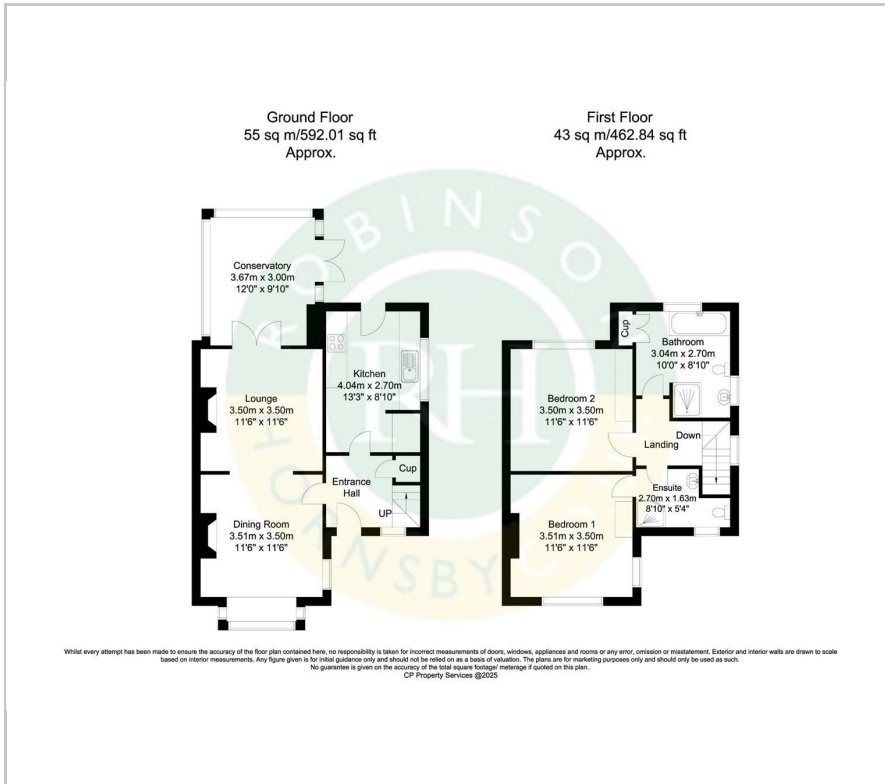 Ground Floor
55 sq m/592.01 sq ft
Approx.
First Floor
43 sq m/462.84 sq ft
Approx.
ROBINSON
RH
HORNSBY
Conservatory
3.67m x 3.00m
12'0" x 9'10"
Lounge
3.50m x 3.50m
11'6" x 11'6"
Kitchen
4.04m x 2.70m
13'3" x 8'10"
Cup
Entrance
Hall
UP
Dining Room
3.51m x 3.50m
11'6" x 11'6"
Cup
Bathroom
3.04m x 2.70m
10'0" x 8'10"
Bedroom 2
3.50m x 3.50m
11'6" x 11'6"
Down
Landing
Ensuite
2.70m x 1.63m
8'10" x 5'4"
Bedroom 1
3.51m x 3.50m
11'6" x 11'6"
Whilst every attempt has been made to ensure the accuracy of the floor plan contained here, no responsibility is taken for incorrect measurements of doors, windows, appliances and rooms or any error, omission or misstatement. Exterior and interior walls are drawn to scale
based on interior measurements. Any figure given is for initial guidance only and should not be relied on as a basis of valuation. The plans are for marketing purposes only and should only be used as such.
No guarantee is given on the accuracy of the total square footage/ meterage if quoted on this plan..
CP Property Services @2025